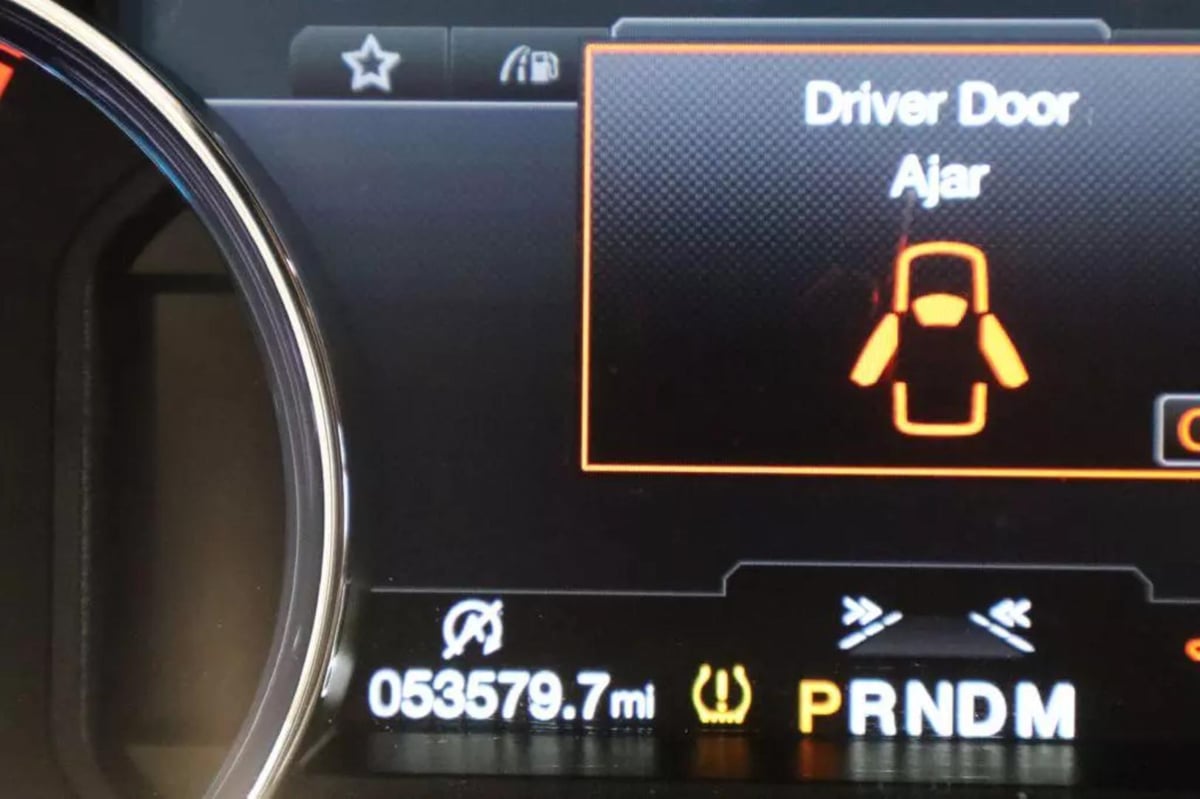 Driver Door
Ajar
053579.7mi
PRNDM